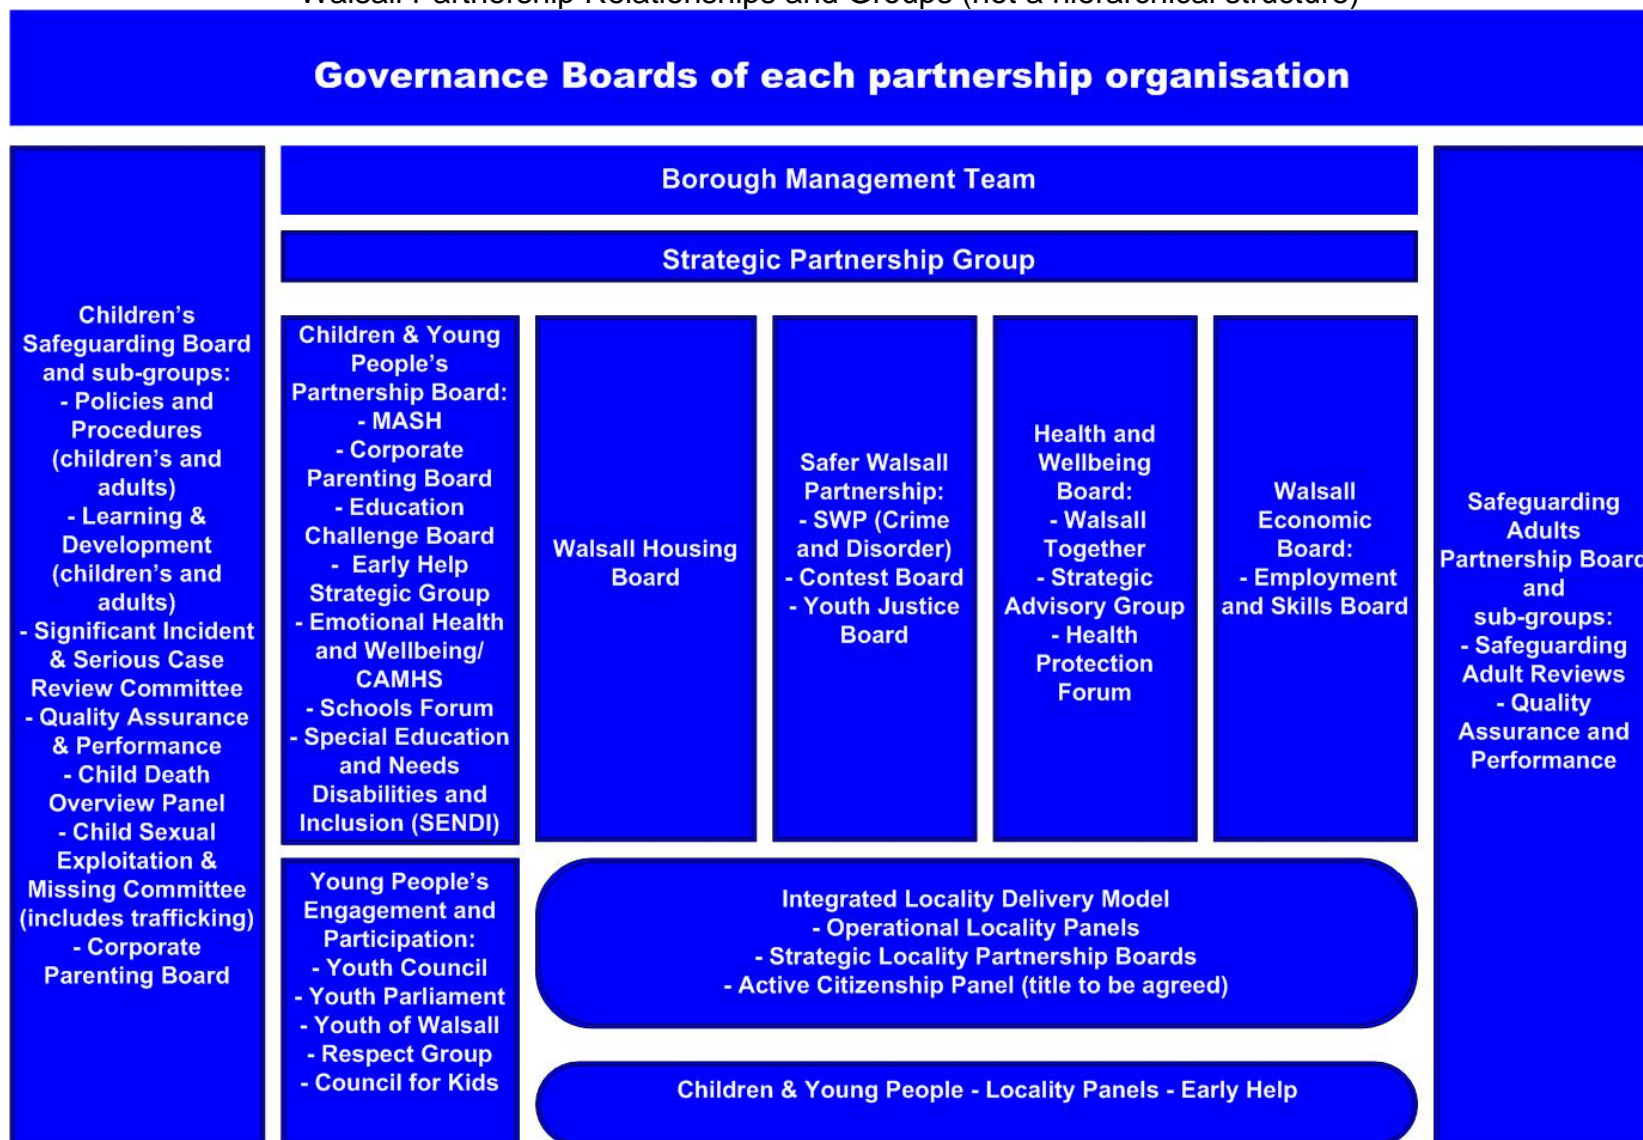 Walsall Partnership Relationships and Groups (not a hierarchical structure)
Governance Boards of each partnership organisation
Children's
Safeguarding Board
and sub-groups:
- Policies and
Procedures
(children's and
adults)
- Learning &
Development
(children's and
adults)
- Significant Incident
& Serious Case
Review Committee
- Quality Assurance
& Performance
- Child Death
Overview Panel
- Child Sexual
Exploitation &
Missing Committee
(includes trafficking)
- Corporate
Parenting Board
Borough Management Team
Strategic Partnership Group
Children & Young
People's
Partnership Board:
- MASH
- Corporate
Parenting Board
- Education
Challenge Board
- Early Help
Strategic Group
- Emotional Health
and Wellbeing/
CAMHS
- Schools Forum
- Special Education
and Needs
Disabilities and
Inclusion (SENDI)
Walsall Housing
Board
Safer Walsall
Partnership:
- SWP (Crime
and Disorder)
- Contest Board
- Youth Justice
Board
Health and
Wellbeing
Board:
- Walsall
Together
- Strategic
Advisory Group
- Health
Protection
Forum
Walsall
Economic
Board:
- Employment
and Skills Board
Young People's
Engagement and
Participation:
- Youth Council
- Youth Parliament
- Youth of Walsall
- Respect Group
- Council for Kids
Integrated Locality Delivery Model
- Operational Locality Panels
- Strategic Locality Partnership Boards
- Active Citizenship Panel (title to be agreed)
Children & Young People - Locality Panels - Early Help
Safeguarding
Adults
Partnership Board
and
sub-groups:
- Safeguarding
Adult Reviews
- Quality
Assurance and
Performance